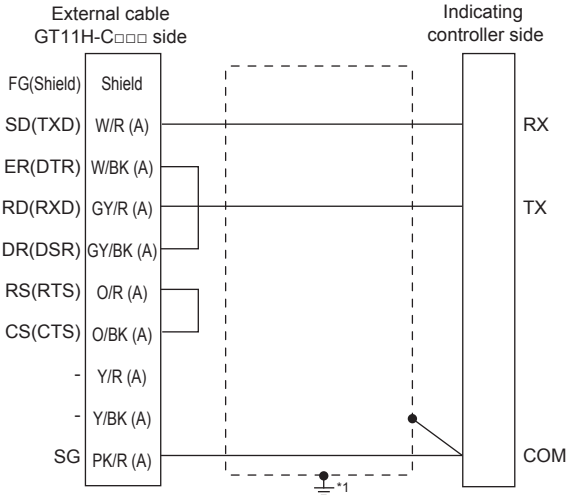 External cable
GT11H-C□□□ side
Indicating
controller side
FG(Shield) Shield
SD(TXD) W/R (A) RX
ER(DTR) W/BK (A)
RD(RXD) GY/R (A) TX
DR(DSR) GY/BK (A)
RS(RTS) O/R (A)
CS(CTS) O/BK (A)
- Y/R (A)
- Y/BK (A)
SG PK/R (A) COM
*1